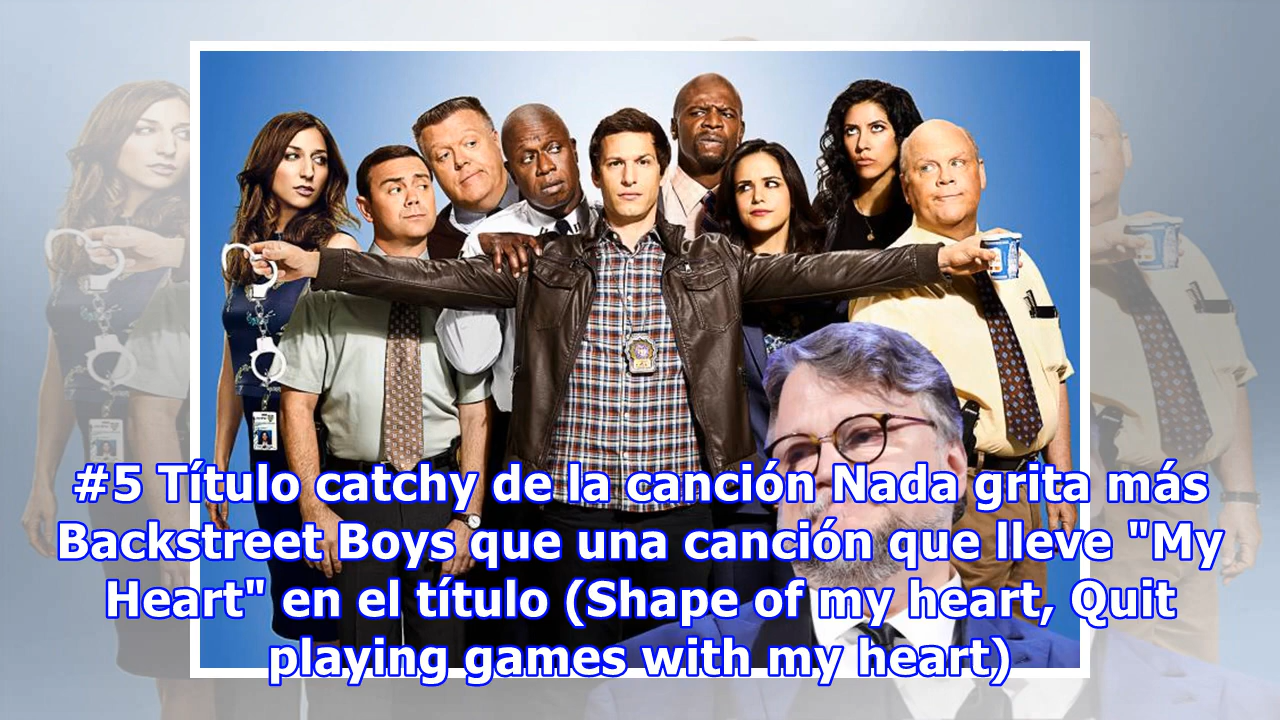 #5 Título catchy de la canción Nada grita más
Backstreet Boys que una canción que lleve "My
Heart" en el título (Shape of my heart, Quit
playing games with my heart)